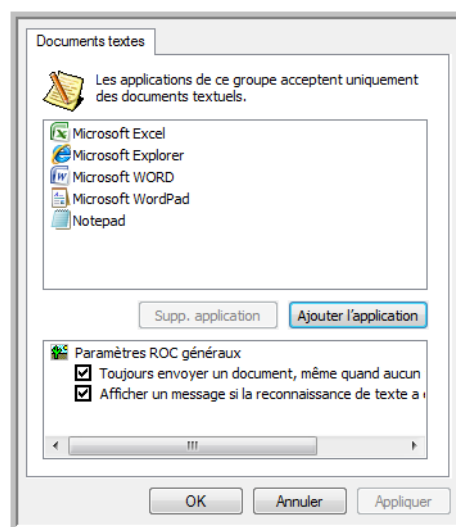 Documents textes
Les applications de ce groupe acceptent uniquement
des documents textuels.
Microsoft Excel
Microsoft Explorer
Microsoft WORD
Microsoft WordPad
Notepad
Supp. application
Ajouter l'application
Paramètres ROC généraux
Toujours envoyer un document, même quand aucun
Afficher un message si la reconnaissance de texte a
OK
Annuler
Appliquer